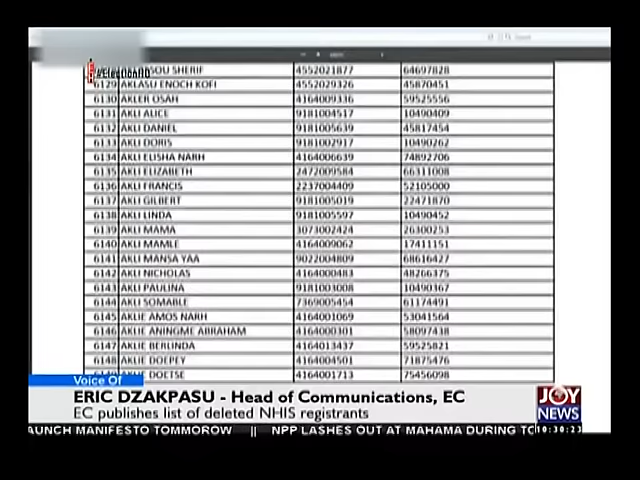 #ElectionHQ
SHERIF 4552021877 64697828
6129 AKLASU ENOCH KOFI 4552029326 45870451
6130 AKLER OSAH 4164009336 59525556
6131 AKLI ALICE 9181004517 10490409
6132 AKLI DANIEL 9181005639 45817454
6133 AKLI DORIS 9181002917 10490262
6134 AKLI ELISHA NARH 4164006639 74892706
6135 AKLI ELIZABETH 2472009584 66311008
6136 AKLI FRANCIS 2237004409 52105000
6137 AKLI GILBERT 9181005019 22471870
6138 AKLI LINDA 9181005597 10490452
6139 AKLI MAMA 3073002424 26300253
6140 AKLI MAMLE 4164009062 17411151
6141 AKLI MANSA YAA 9022004809 68616427
6142 AKLI NICHOLAS 4164000483 48266375
6143 AKLI PAULINA 9181003008 10490367
6144 AKLI SOMABLE 7369005454 61174491
6145 AKLIE AMOS NARH 4164001069 53041564
6146 AKLIE ANINGME ABRAHAM 4164000301 58097438
6147 AKLIE BERLINDA 4164013437 59525821
6148 AKLIE DOEPEY 4164004501 71875476
DOETSE 4164001713 75456098
Voice Of
ERIC DZAKPASU - Head of Communications, EC
EC publishes list of deleted NHIS registrants
JOY
NEWS
10:30:23
AUNCH MANIFESTO TOMMOROW || NPP LASHES OUT AT MAHAMA DURING TO